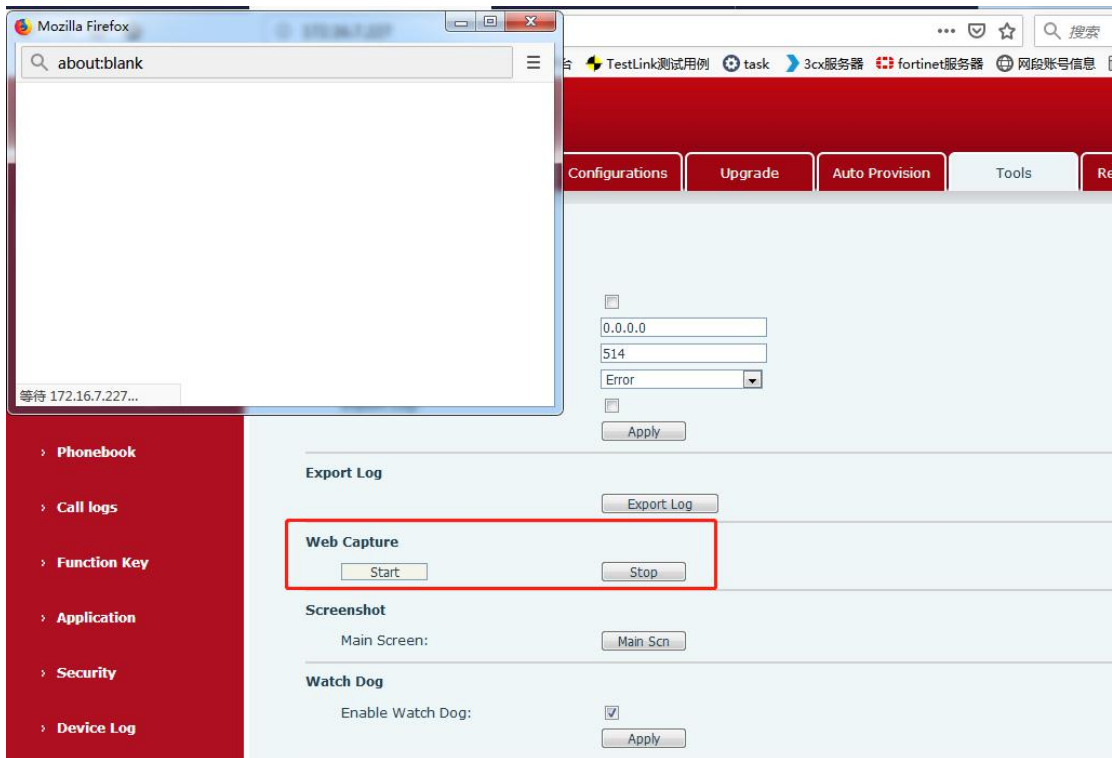 Mozilla Firefox
about:blank
搜索
台 TestLink测试用例 task 3cx服务器 fortinet服务器 网段账号信息
Configurations Upgrade Auto Provision Tools Re
0.0.0.0
514
Error
等待 172.16.7.227...
Apply
Phonebook
Export Log
Call logs
Export Log
Web Capture
Function Key
Start Stop
Screenshot
Application
Main Screen: Main Scn
Security
Watch Dog
Enable Watch Dog:
Device Log
Apply